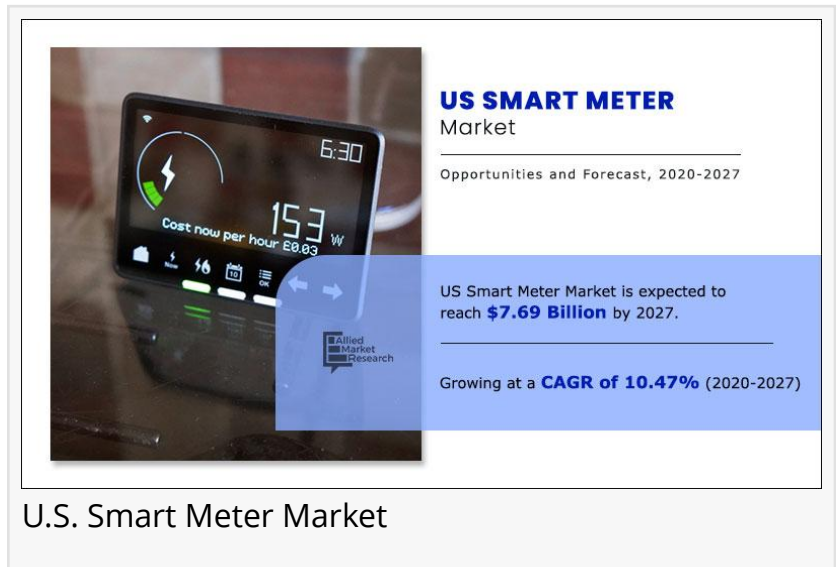 6:30
153 W
Cost now per hour £0.03
Now
10
OK
Allied
Market
Research
US SMART METER
Market
Opportunities and Forecast, 2020-2027
US Smart Meter Market is expected to
reach $7.69 Billion by 2027.
Growing at a CAGR of 10.47% (2020-2027)
U.S. Smart Meter Market